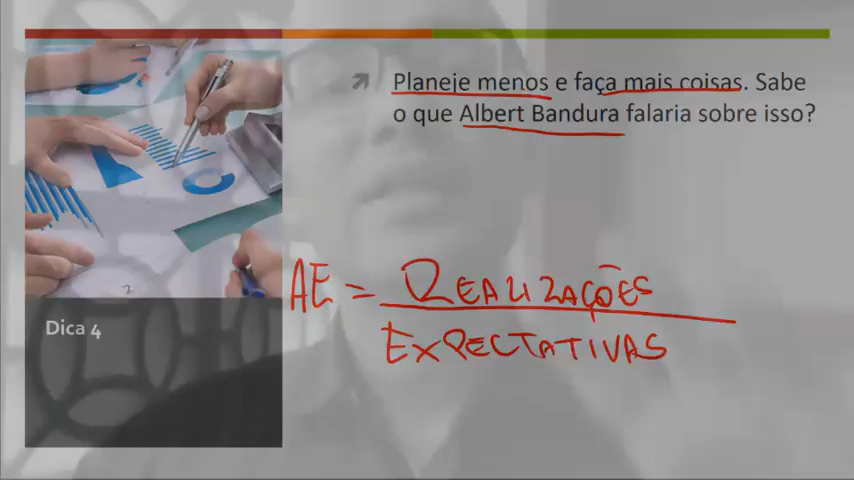 Planeje menos e faça mais coisas. Sabe
o que Albert Bandura falaria sobre isso?
AE = REALIZAÇÕES
EXPECTATIVAS
Dica 4